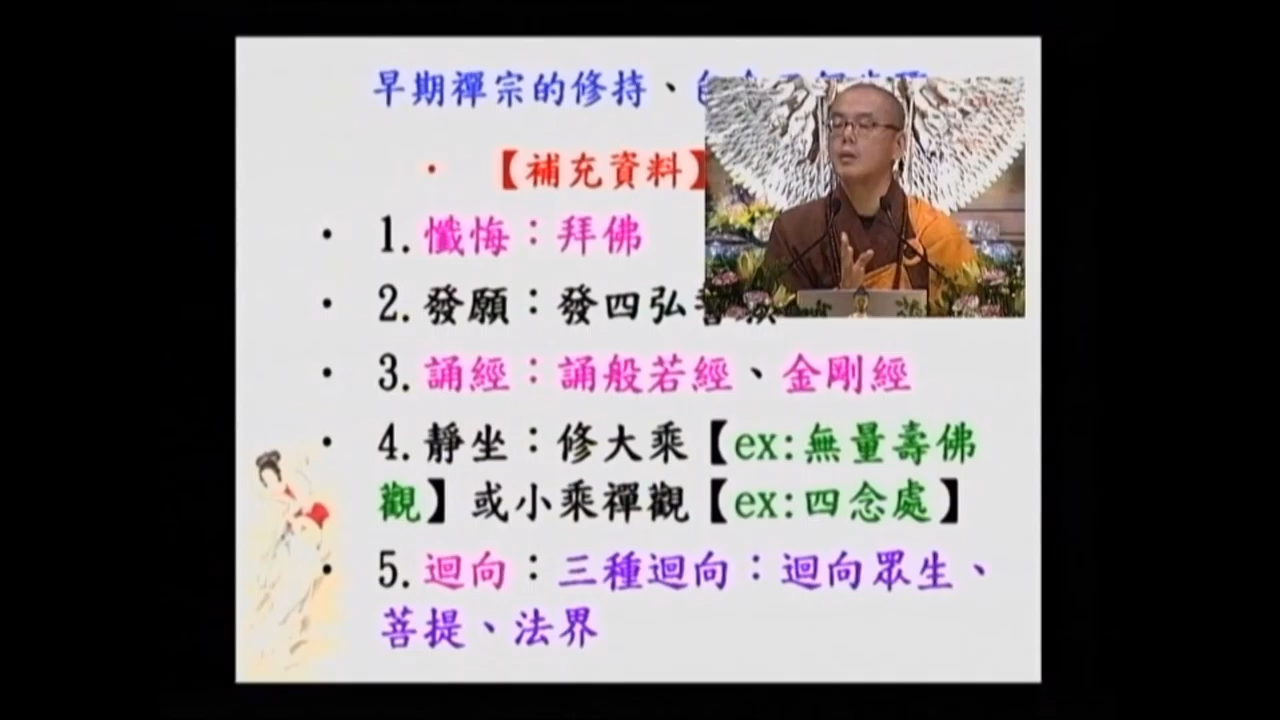 早期禪宗的修持、
• 【補充資料】
• 1.懺悔：拜佛
• 2.發願：發四弘
• 3.誦經：誦般若經、金剛經
• 4.靜坐：修大乘【ex:無量壽佛
觀】或小乘禪觀【ex:四念處】
• 5.迴向：三種迴向：迴向眾生、
菩提、法界